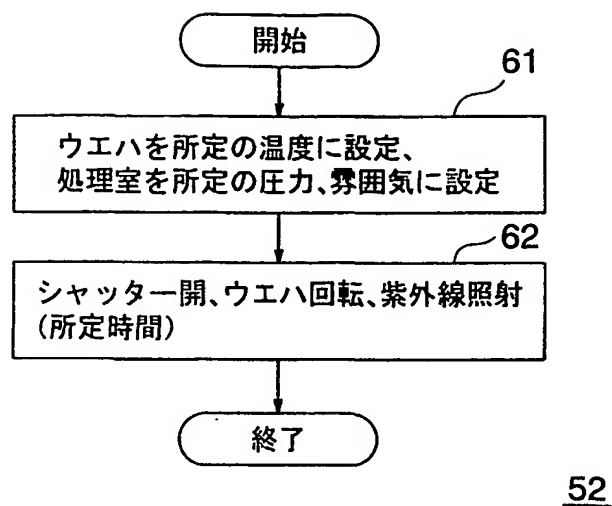 開始
61
ウエハを所定の温度に設定、
処理室を所定の圧力、雰囲気に設定
62
シャッター開、ウエハ回転、紫外線照射
(所定時間)
終了
52